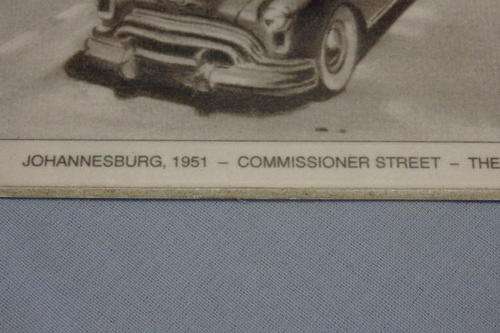 JOHANNESBURG, 1951 – COMMISSIONER STREET – THE